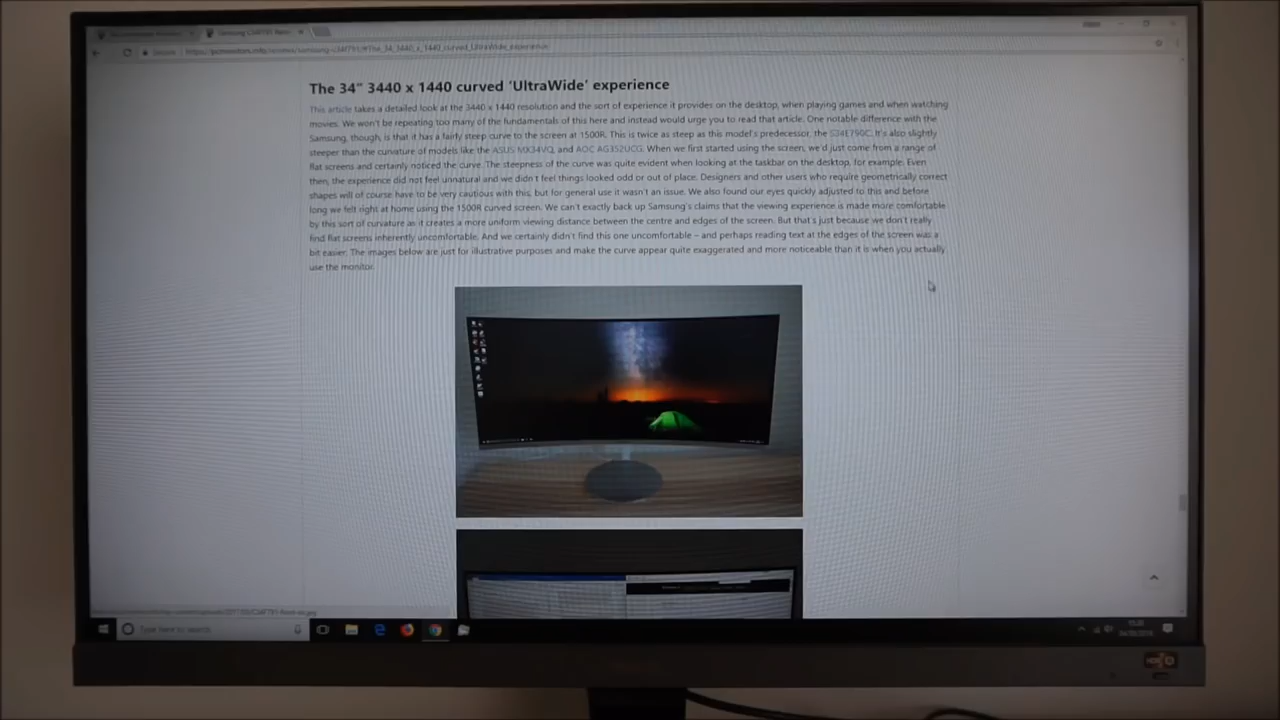 Samsung C34F791 Revi
The 34" 3440 x 1440 curved 'UltraWide' experience
This article takes a detailed look at the 3440 x 1440 resolution and the sort of experience it provides on the desktop, when playing games and when watching
movies. We won't be repeating too many of the fundamentals of this here and instead would urge you to read that article. One notable difference with the
Samsung, though, is that it has a fairly steep curve to the screen at 1500R. This is twice as steep as this model's predecessor, the S34E790C. It's also slightly
steeper than the curvature of models like the ASUS MX34VQ, and AOC AG352UCG. When we first started using the screen, we'd just come from a range of
flat screens and certainly noticed the curve. The steepness of the curve was quite evident when looking at the taskbar on the desktop, for example. Even
then, the experience did not feel unnatural and we didn't feel things looked odd or out of place. Designers and other users who require geometrically correct
shapes will of course have to be very cautious with this, but for general use it wasn't an issue. We also found our eyes quickly adjusted to this and before
long we felt right at home using the 1500R curved screen. We can't exactly back up Samsung's claims that the viewing experience is made more comfortable
by this sort of curvature as it creates a more uniform viewing distance between the centre and edges of the screen. But that's just because we don't really
find flat screens inherently uncomfortable. And we certainly didn't find this one uncomfortable – and perhaps reading text at the edges of the screen was a
bit easier. The images below are just for illustrative purposes and make the curve appear quite exaggerated and more noticeable than it is when you actually
use the monitor.
Type here to search